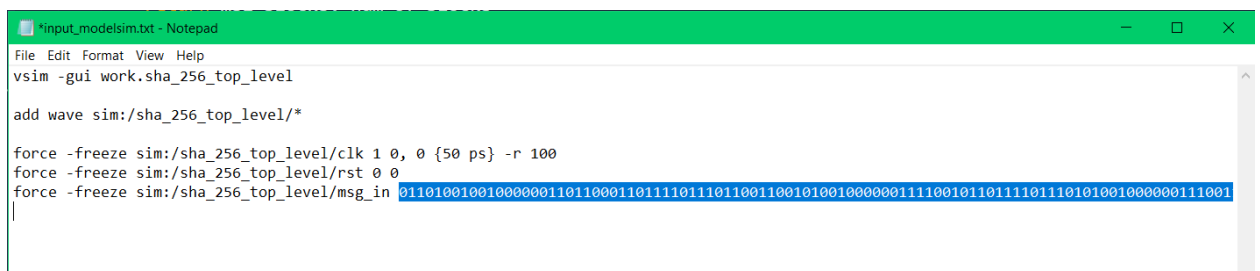 *input_modelsim.txt - Notepad
File Edit Format View Help
vsim -gui work.sha_256_top_level
add wave sim:/sha_256_top_level/*
force -freeze sim:/sha_256_top_level/clk 1 0, 0 {50 ps} -r 100
force -freeze sim:/sha_256_top_level/rst 0 0
force -freeze sim:/sha_256_top_level/msg_in 01101001001000000110110001101111011101100110010100100000011110010110111101110101001000000111001